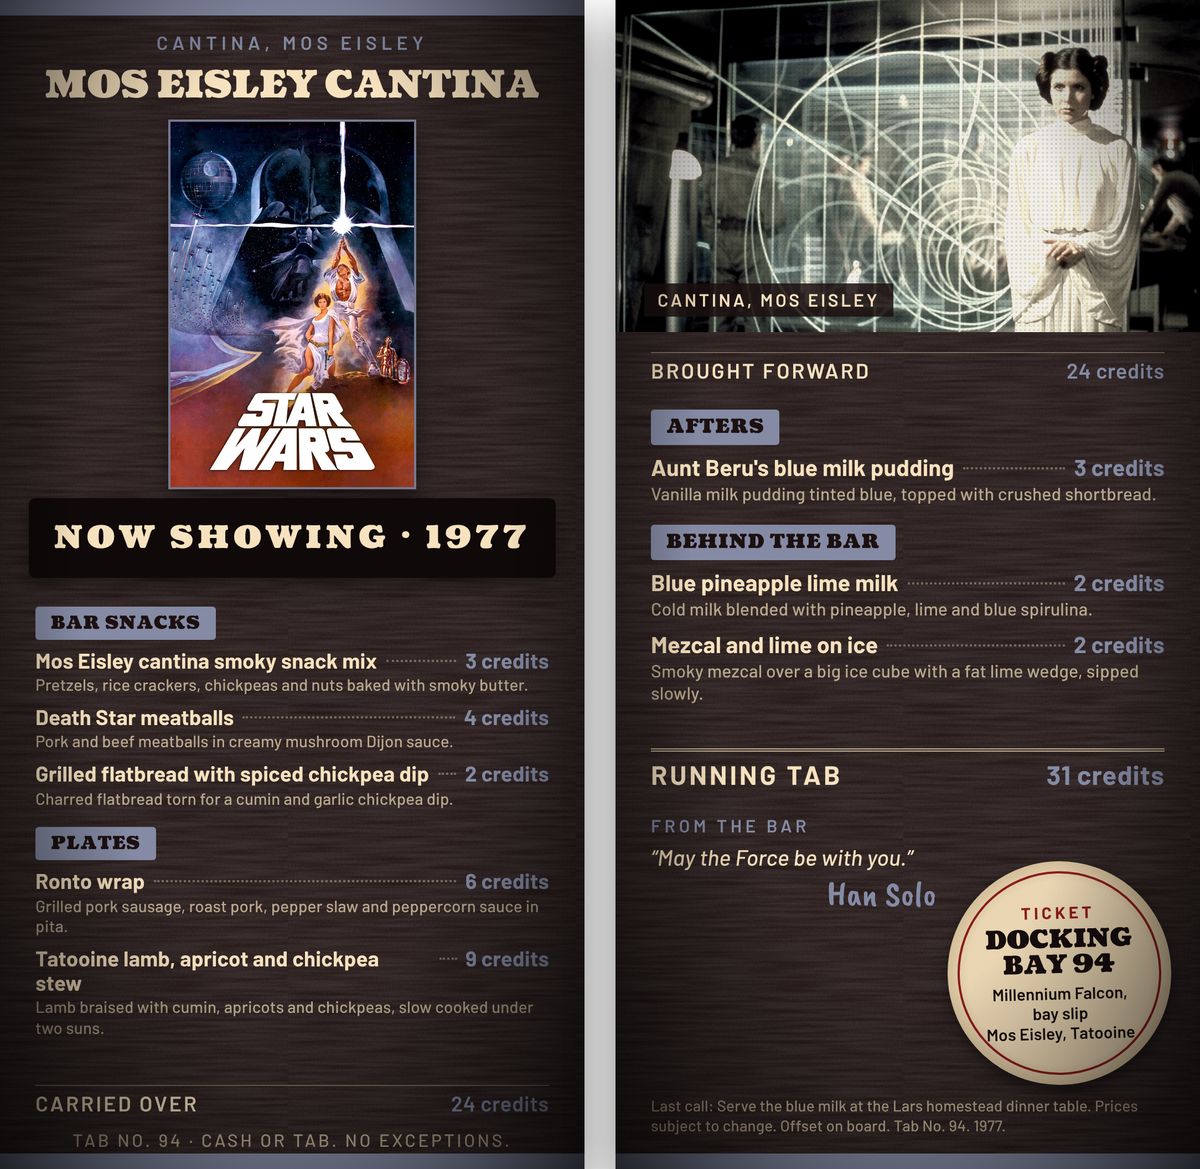 CANTINA, MOS EISLEY
MOS EISLEY CANTINA
STAR
WARS
NOW SHOWING · 1977
BAR SNACKS
Mos Eisley cantina smoky snack mix 3 credits
Pretzels, rice crackers, chickpeas and nuts baked with smoky butter.
Death Star meatballs 4 credits
Pork and beef meatballs in creamy mushroom Dijon sauce.
Grilled flatbread with spiced chickpea dip 2 credits
Charred flatbread torn for a cumin and garlic chickpea dip.
PLATES
Ronto wrap 6 credits
Grilled pork sausage, roast pork, pepper slaw and peppercorn sauce in
pita.
Tatooine lamb, apricot and chickpea 9 credits
stew
Lamb braised with cumin, apricots and chickpeas, slow cooked under
two suns.
CARRIED OVER 24 credits
TAB NO. 94 · CASH OR TAB. NO EXCEPTIONS.
CANTINA, MOS EISLEY
BROUGHT FORWARD 24 credits
AFTERS
Aunt Beru's blue milk pudding 3 credits
Vanilla milk pudding tinted blue, topped with crushed shortbread.
BEHIND THE BAR
Blue pineapple lime milk 2 credits
Cold milk blended with pineapple, lime and blue spirulina.
Mezcal and lime on ice 2 credits
Smoky mezcal over a big ice cube with a fat lime wedge, sipped
slowly.
RUNNING TAB 31 credits
FROM THE BAR
“May the Force be with you.”
Han Solo
TICKET
DOCKING
BAY 94
Millennium Falcon,
bay slip
Mos Eisley, Tatooine
Last call: Serve the blue milk at the Lars homestead dinner table. Prices
subject to change. Offset on board. Tab No. 94. 1977.